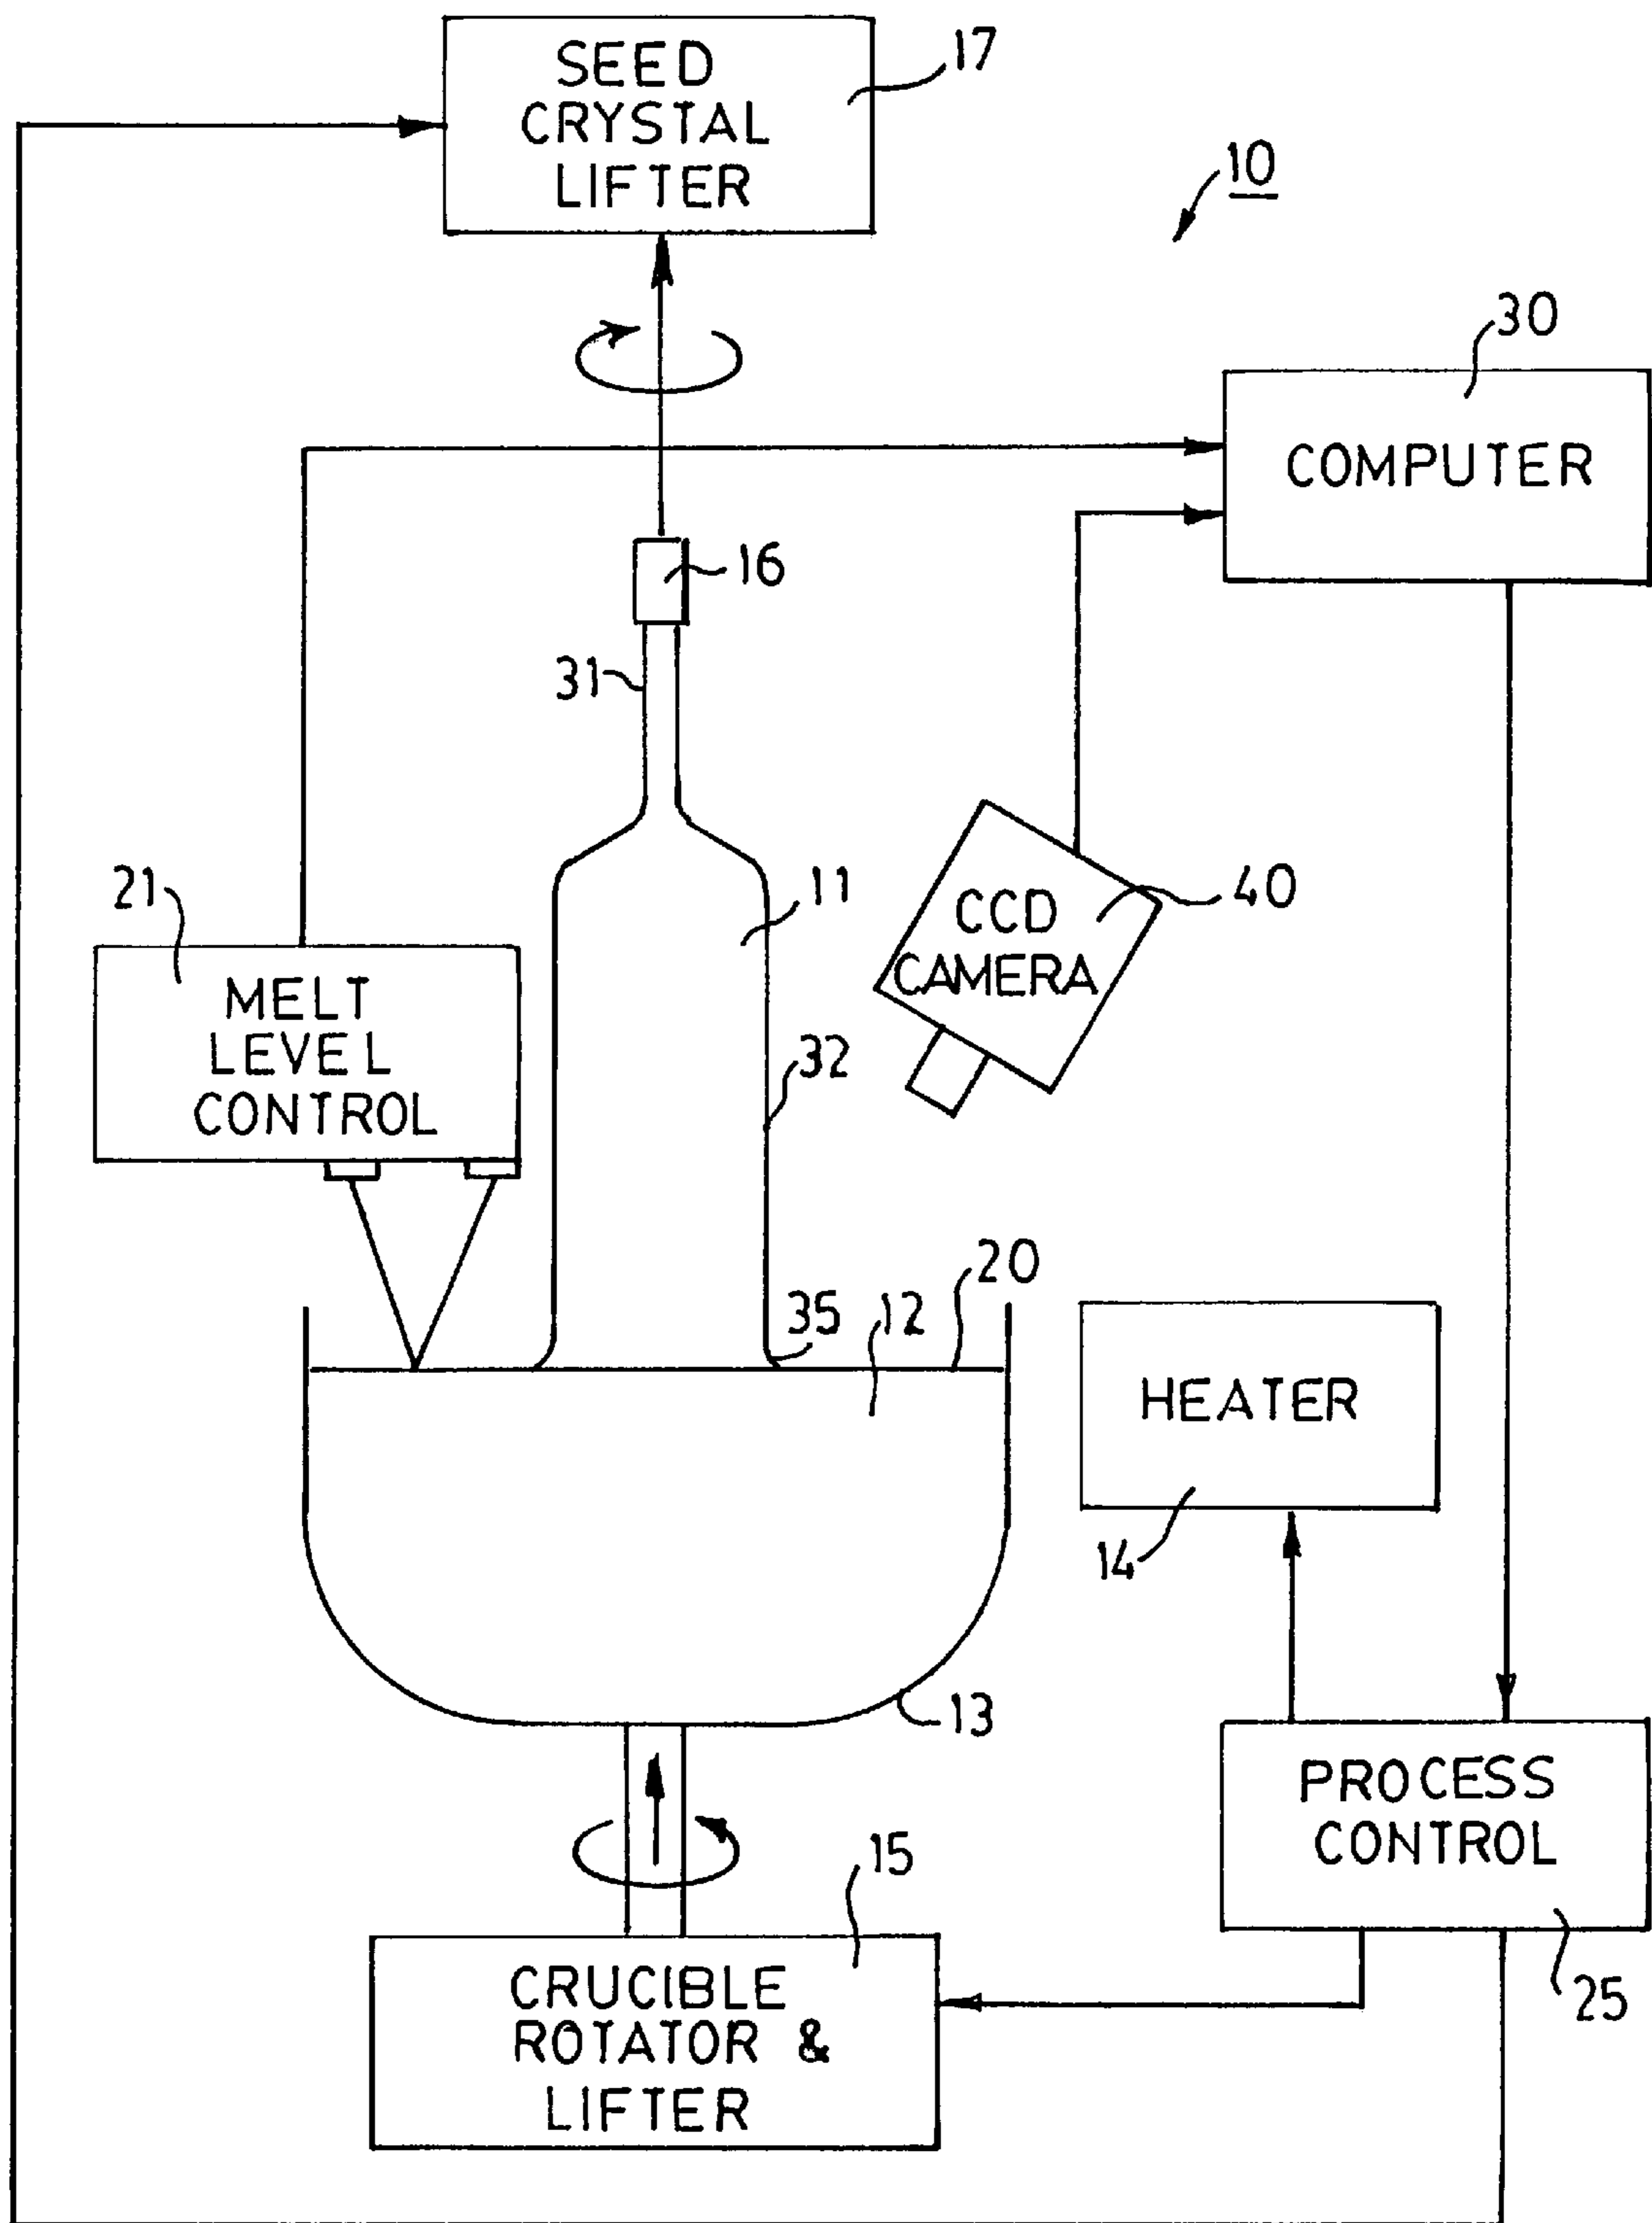 SEED
CRYSTAL
LIFTER
17
10
30
COMPUTER
16
31
11
CCD
CAMERA
40
21
MELT
LEVEL
CONTROL
32
20
35
12
HEATER
14
13
PROCESS
CONTROL
15
25
CRUCIBLE
ROTATOR &
LIFTER